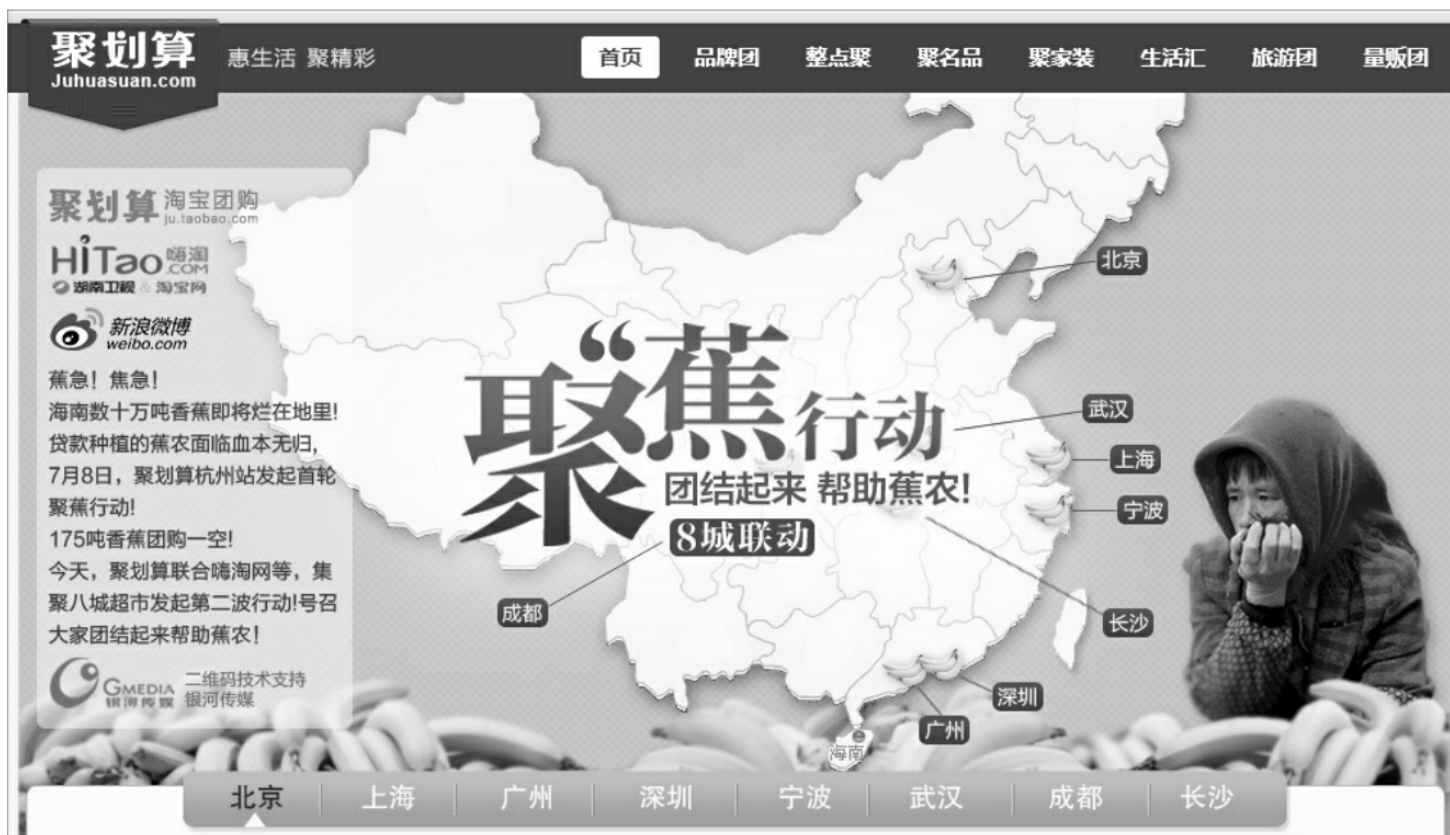 聚划算
Juhuasuan.com
惠生活 聚精彩
首页 品牌团 整点聚 聚名品 聚家装 生活汇 旅游团 量贩团
聚划算 淘宝团购
ju.taobao.com
HiTao 嗨淘
.COM
湖南卫视 & 淘宝网
新浪微博
weibo.com
蕉急！焦急！
海南数十万吨香蕉即将烂在地里!
贷款种植的蕉农面临血本无归，
7月8日，聚划算杭州站发起首轮
聚蕉行动!
175吨香蕉团购一空!
今天，聚划算联合嗨淘网等，集
聚八城超市发起第二波行动!号召
大家团结起来帮助蕉农！
GMEDIA
银河传媒
二维码技术支持
银河传媒
聚“蕉行动
团结起来 帮助蕉农!
8城联动
北京
武汉
上海
宁波
成都
长沙
深圳
广州
海南
北京 上海 广州 深圳 宁波 武汉 成都 长沙